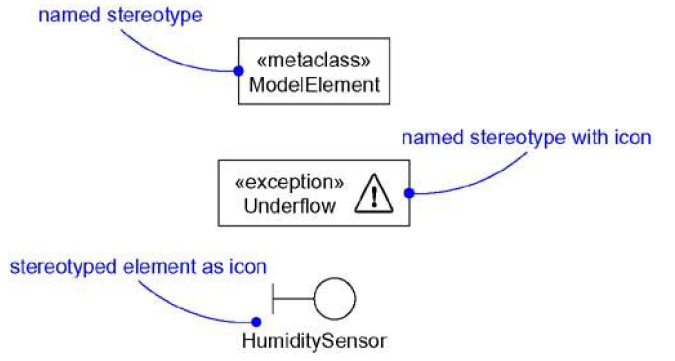 named stereotype
«metaclass»
ModelElement
named stereotype with icon
«exception»
Underflow
stereotyped element as icon
HumiditySensor